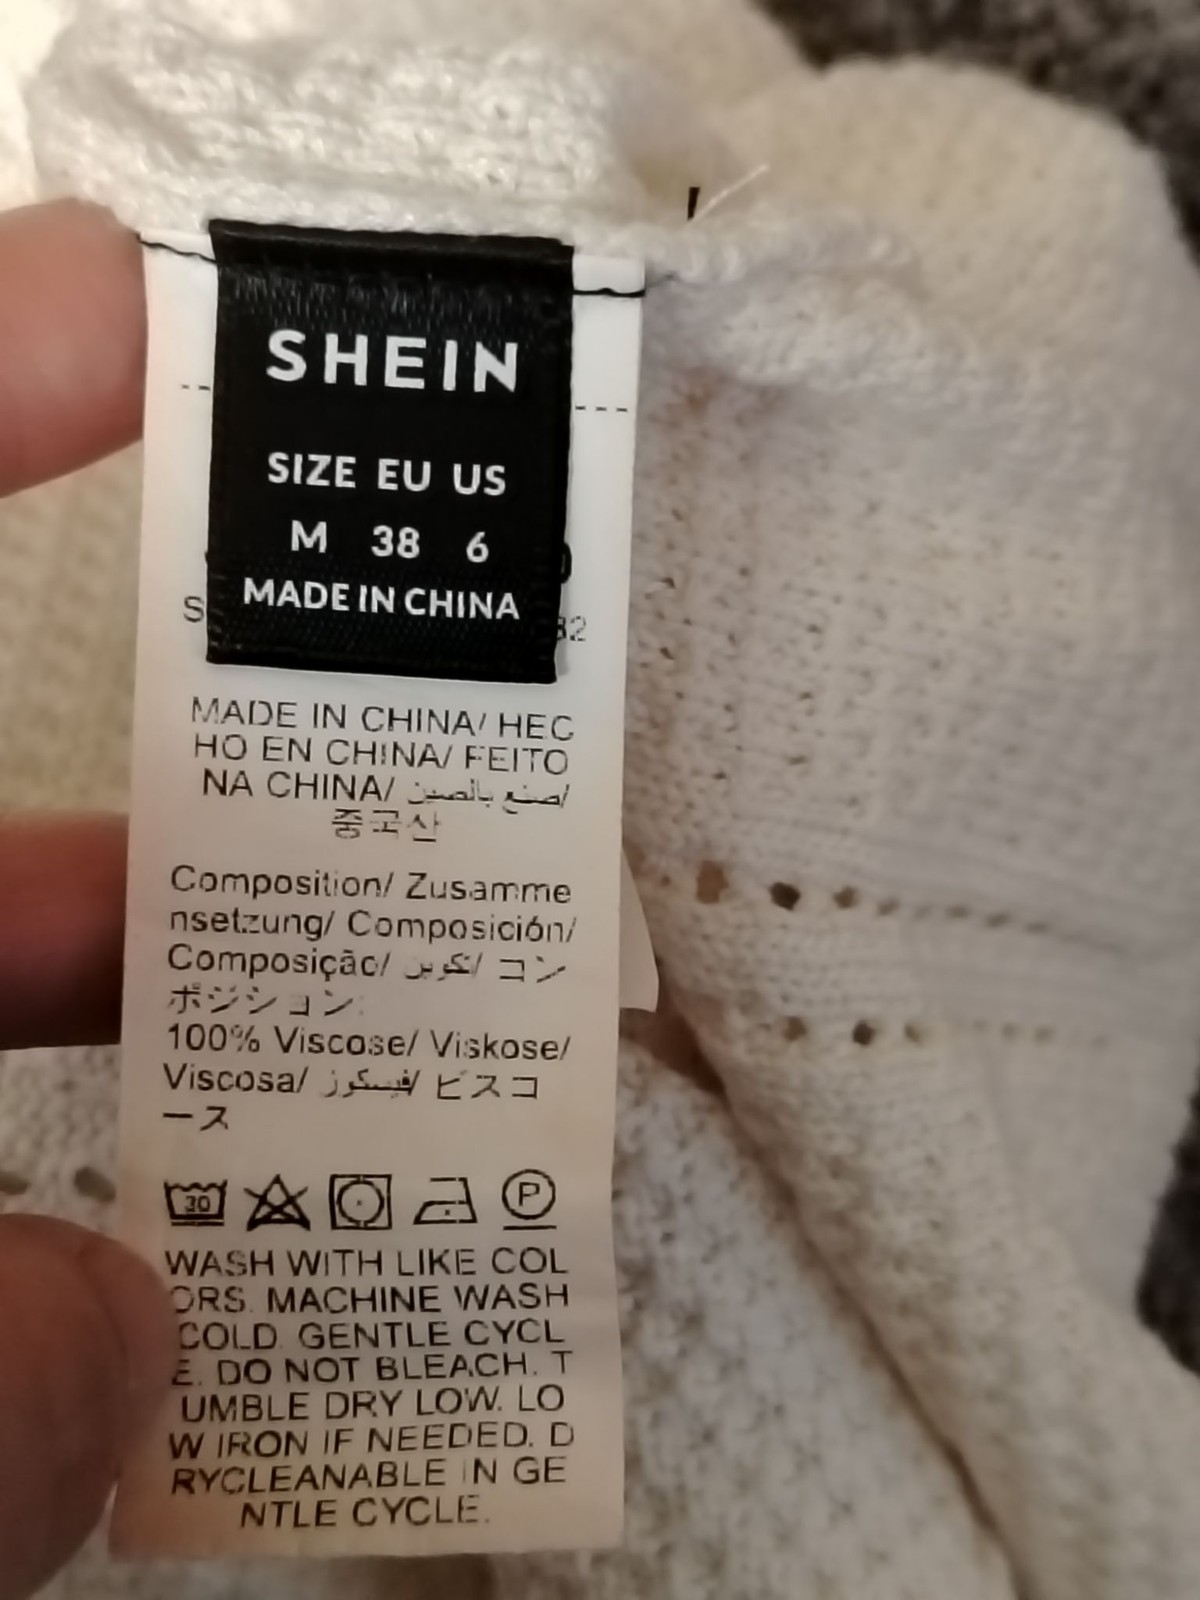 SHEIN
SIZE EU US
M 38 6
MADE IN CHINA
MADE IN CHINA/ HEC
HO EN CHINA/ FEITO
NA CHINA/ صنع بالصين/
중국산
Composition/ Zusamme
nsetzung/ Composición/
Composição/ تكوين/ コン
ポジション:
100% Viscose/ Viskose/
Viscosa/ فيسكوز/ ビスコ
ース
30
P
WASH WITH LIKE COL
ORS. MACHINE WASH
COLD. GENTLE CYCL
E. DO NOT BLEACH. T
UMBLE DRY LOW. LO
W IRON IF NEEDED. D
RYCLEANABLE IN GE
NTLE CYCLE.